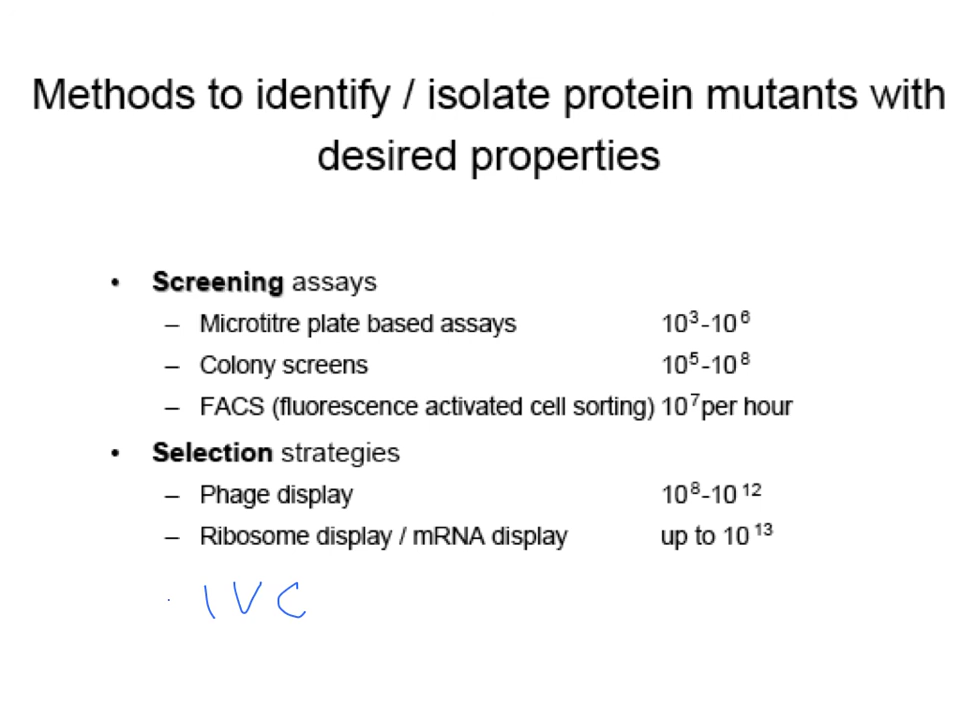 Methods to identify / isolate protein mutants with
desired properties
• Screening assays
– Microtitre plate based assays 10³-10⁶
– Colony screens 10⁵-10⁸
– FACS (fluorescence activated cell sorting) 10⁷per hour
• Selection strategies
– Phage display 10⁸-10¹²
– Ribosome display / mRNA display up to 10¹³
IVC